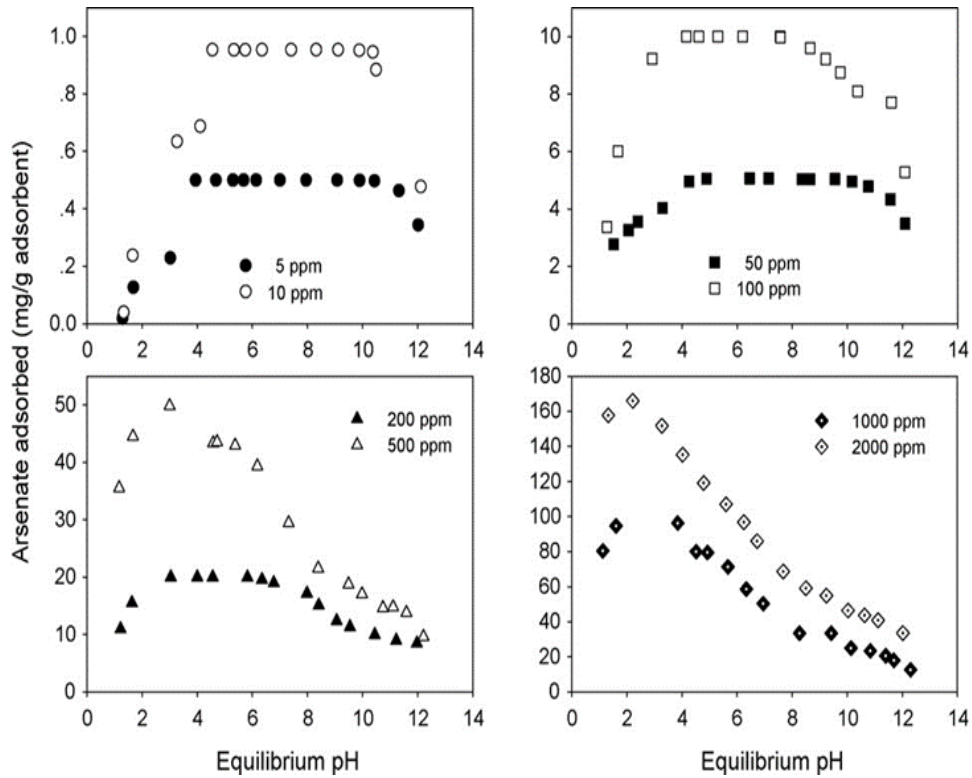 Arsenate adsorbed (mg/g adsorbent)
1.0
.8
.6
.4
.2
0.0
5 ppm
10 ppm
0 2 4 6 8 10 12 14
10
8
6
4
2
0
50 ppm
100 ppm
0 2 4 6 8 10 12 14
50
40
30
20
10
0
200 ppm
500 ppm
0 2 4 6 8 10 12 14
Equilibrium pH
180
160
140
120
100
80
60
40
20
0
1000 ppm
2000 ppm
0 2 4 6 8 10 12 14
Equilibrium pH